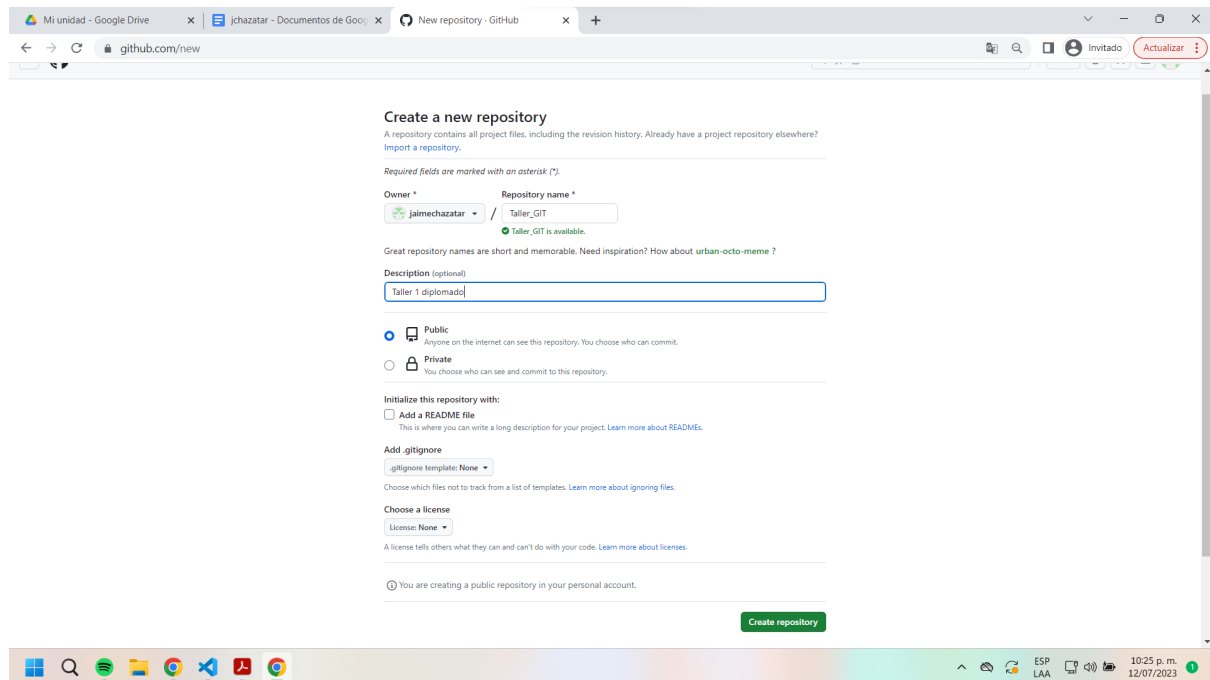 Mi unidad - Google Drive
jchazatar - Documentos de Goog
New repository · GitHub
github.com/new
Invitado
Actualizar
Create a new repository
A repository contains all project files, including the revision history. Already have a project repository elsewhere?
Import a repository.
Required fields are marked with an asterisk (*).
Owner *
Repository name *
jaimechazatar
/
Taller_GIT
Taller_GIT is available.
Great repository names are short and memorable. Need inspiration? How about urban-octo-meme ?
Description (optional)
Taller 1 diplomado
Public
Anyone on the internet can see this repository. You choose who can commit.
Private
You choose who can see and commit to this repository.
Initialize this repository with:
Add a README file
This is where you can write a long description for your project. Learn more about READMEs.
Add .gitignore
.gitignore template: None
Choose which files not to track from a list of templates. Learn more about ignoring files.
Choose a license
License: None
A license tells others what they can and can't do with your code. Learn more about licenses.
You are creating a public repository in your personal account.
Create repository
ESP
LAA
10:25 p. m.
12/07/2023
1